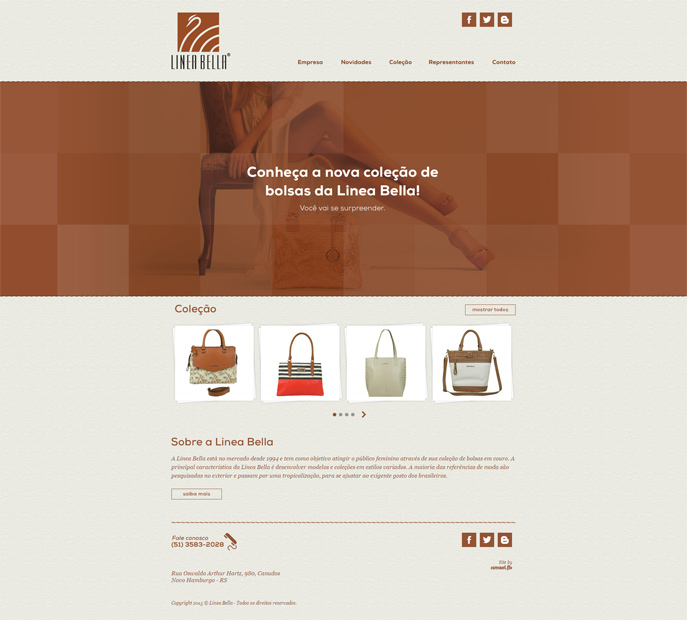 LINEA BELLA®
Empresa Novidades Coleção Representantes Contato
Conheça a nova coleção de
bolsas da Linea Bella!
Você vai se surpreender.
Coleção
mostrar todos
Sobre a Linea Bella
A Linea Bella está no mercado desde 1994 e tem como objetivo atingir o público feminino através de sua coleção de bolsas em couro. A
principal característica da Linea Bella é desenvolver modelos e coleções em estilos variados. A maioria das referências de moda são
pesquisadas no exterior e passam por uma tropicalização, para se ajustar ao exigente gosto dos brasileiros.
saiba mais
Fale conosco
(51) 3583-2028
Site by
Rua Oswaldo Arthur Hartz, 980, Canudos
Novo Hamburgo - RS
Copyright 2015 © Linea Bella - Todos os direitos reservados.